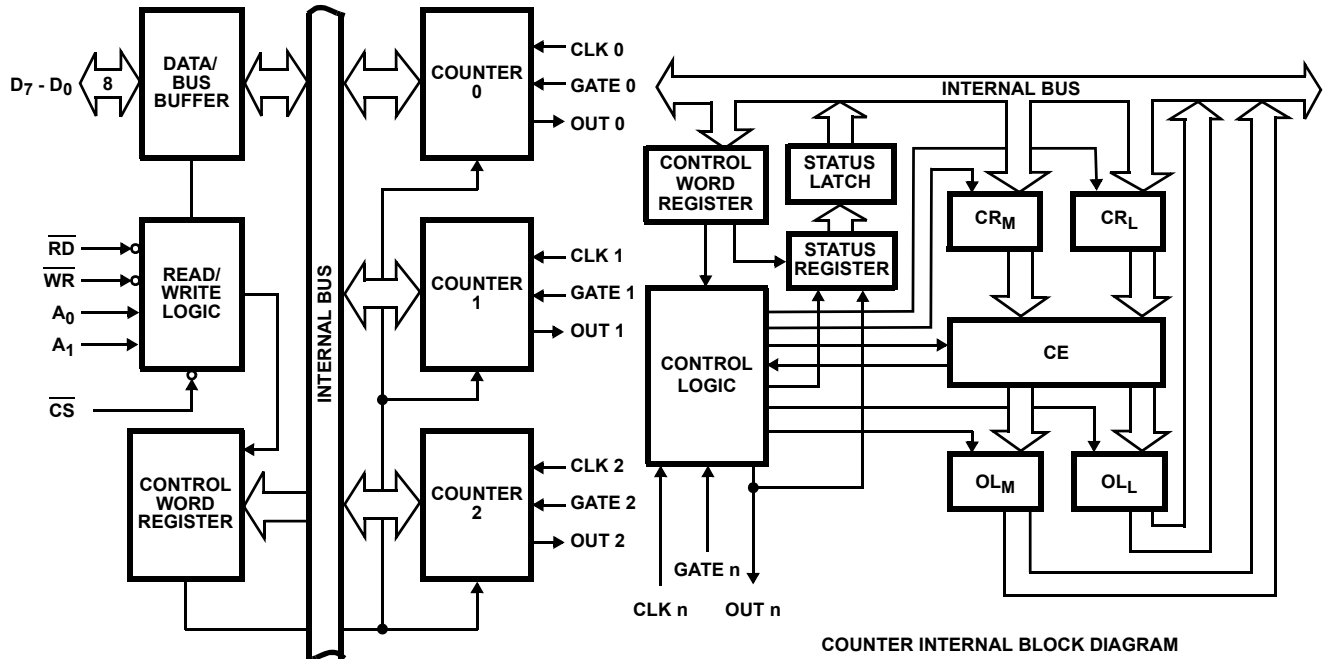 D7 - D0
8
DATA/
BUS
BUFFER
INTERNAL BUS
COUNTER
0
CLK 0
GATE 0
OUT 0
RD
WR
A0
A1
CS
READ/
WRITE
LOGIC
COUNTER
1
CLK 1
GATE 1
OUT 1
CONTROL
WORD
REGISTER
COUNTER
2
CLK 2
GATE 2
OUT 2
INTERNAL BUS
CONTROL
WORD
REGISTER
STATUS
LATCH
STATUS
REGISTER
CRM
CRL
CONTROL
LOGIC
CE
OLM
OLL
GATE n
CLK n
OUT n
COUNTER INTERNAL BLOCK DIAGRAM